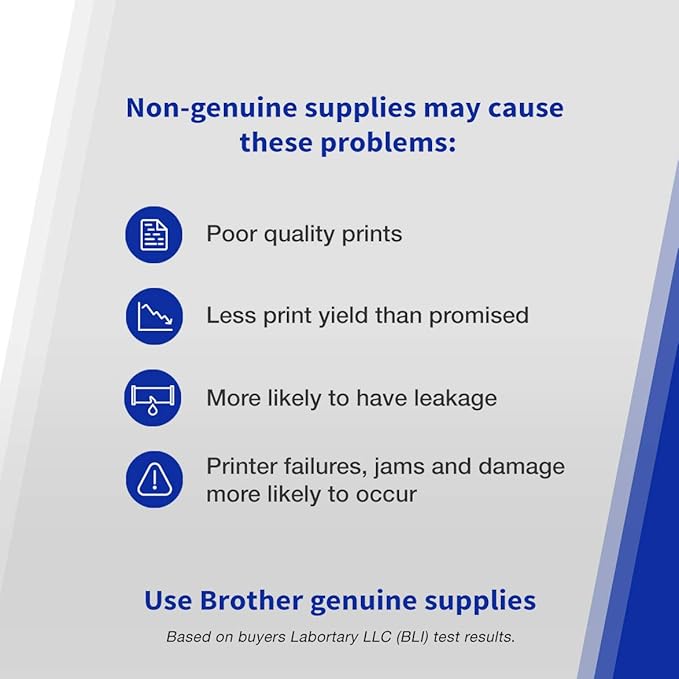 Non-genuine supplies may cause
these problems:
Poor quality prints
Less print yield than promised
More likely to have leakage
Printer failures, jams and damage
more likely to occur
Use Brother genuine supplies
Based on buyers Labortary LLC (BLI) test results.